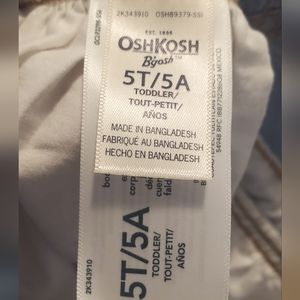 2K343910 OSH89379-SSI
EST. 1895
OSHKOSH
B'gosh™
5T/5A
TODDLER/
TOUT-PETIT/
AÑOS
MADE IN BANGLADESH
FABRIQUÉ AU BANGLADESH
HECHO EN BANGLADESH
5T/5A
TODDLER/
TOUT-PETIT/
AÑOS
2K343910